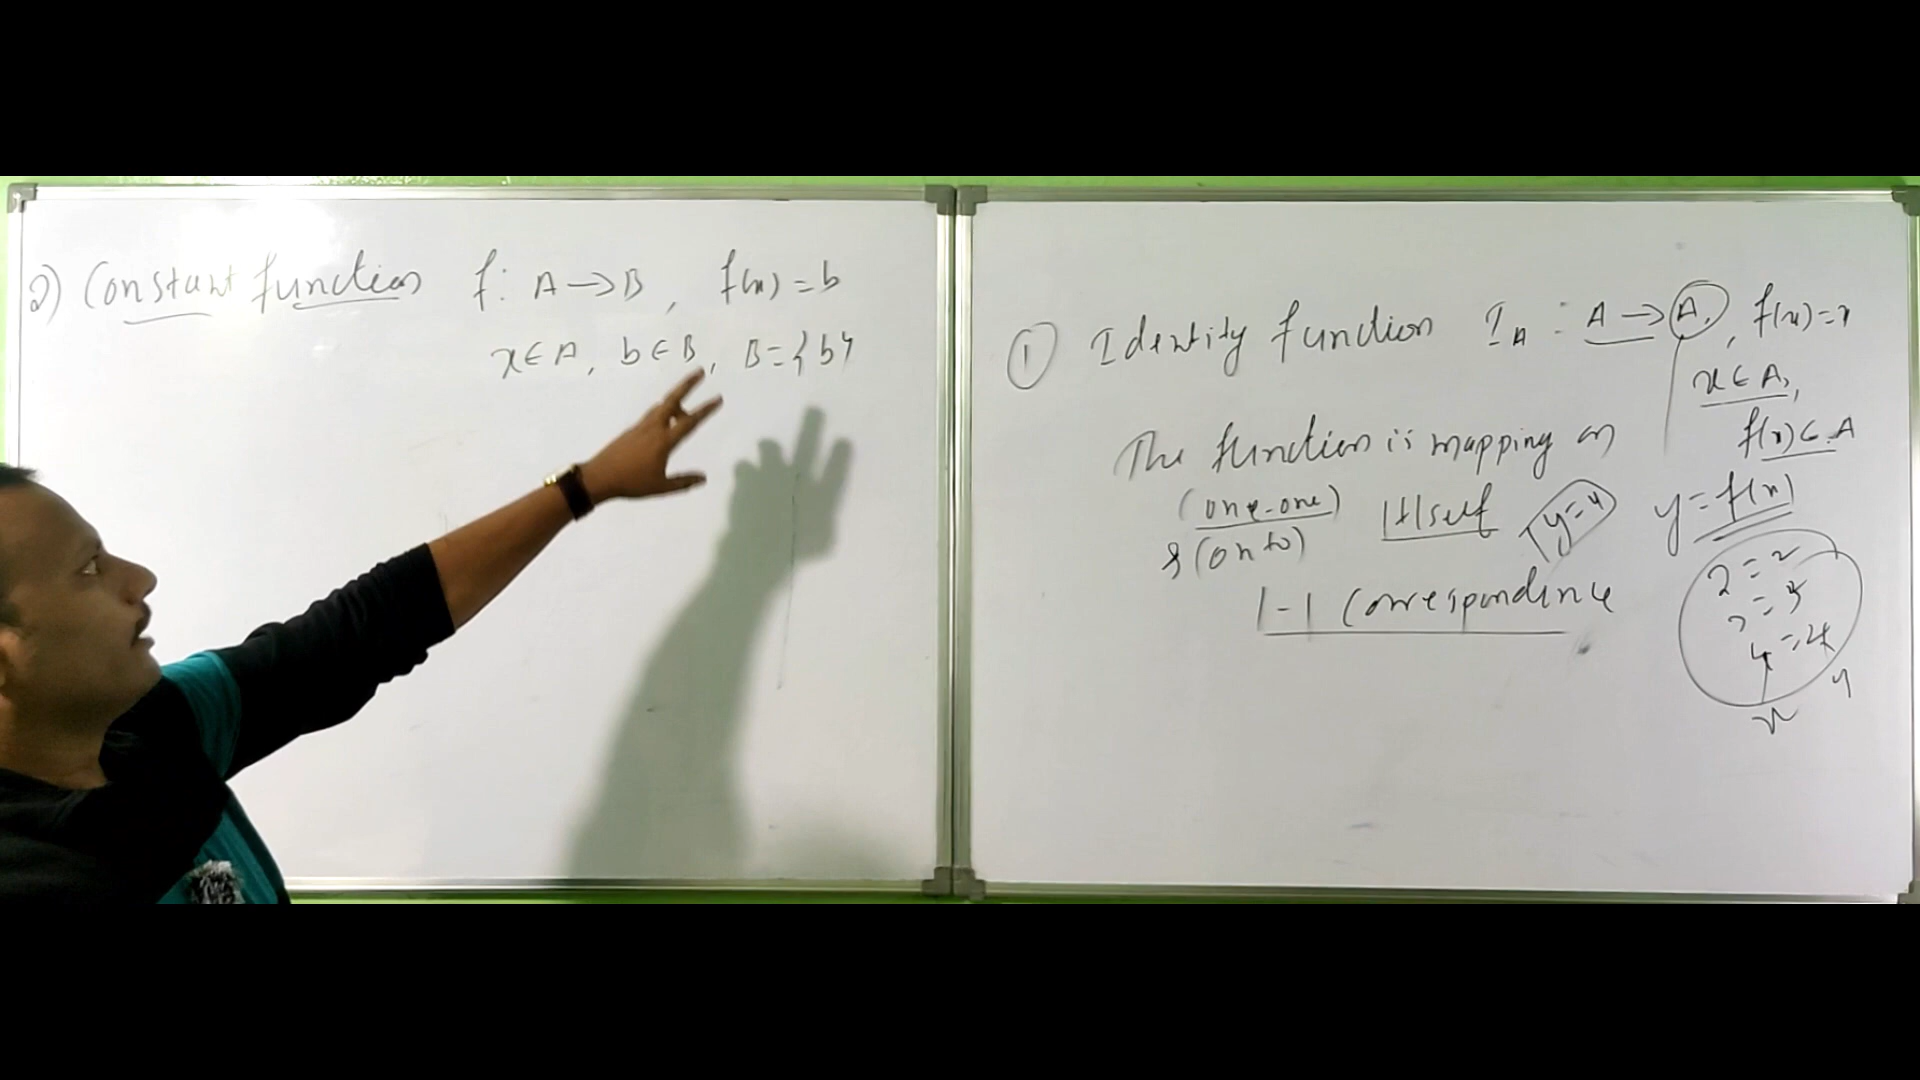 2) Constant function f: A → B, f(x) = b
x ∈ A, b ∈ B, B = {b}
① Identity function I_A : A → A, f(x) = x
x ∈ A,
f(x) ∈ A
The function is mapping on
(one-one) itself y = f(x)
& (onto)
1-1 Correspondence
2 = 2
3 = 3
4 = 4
x y